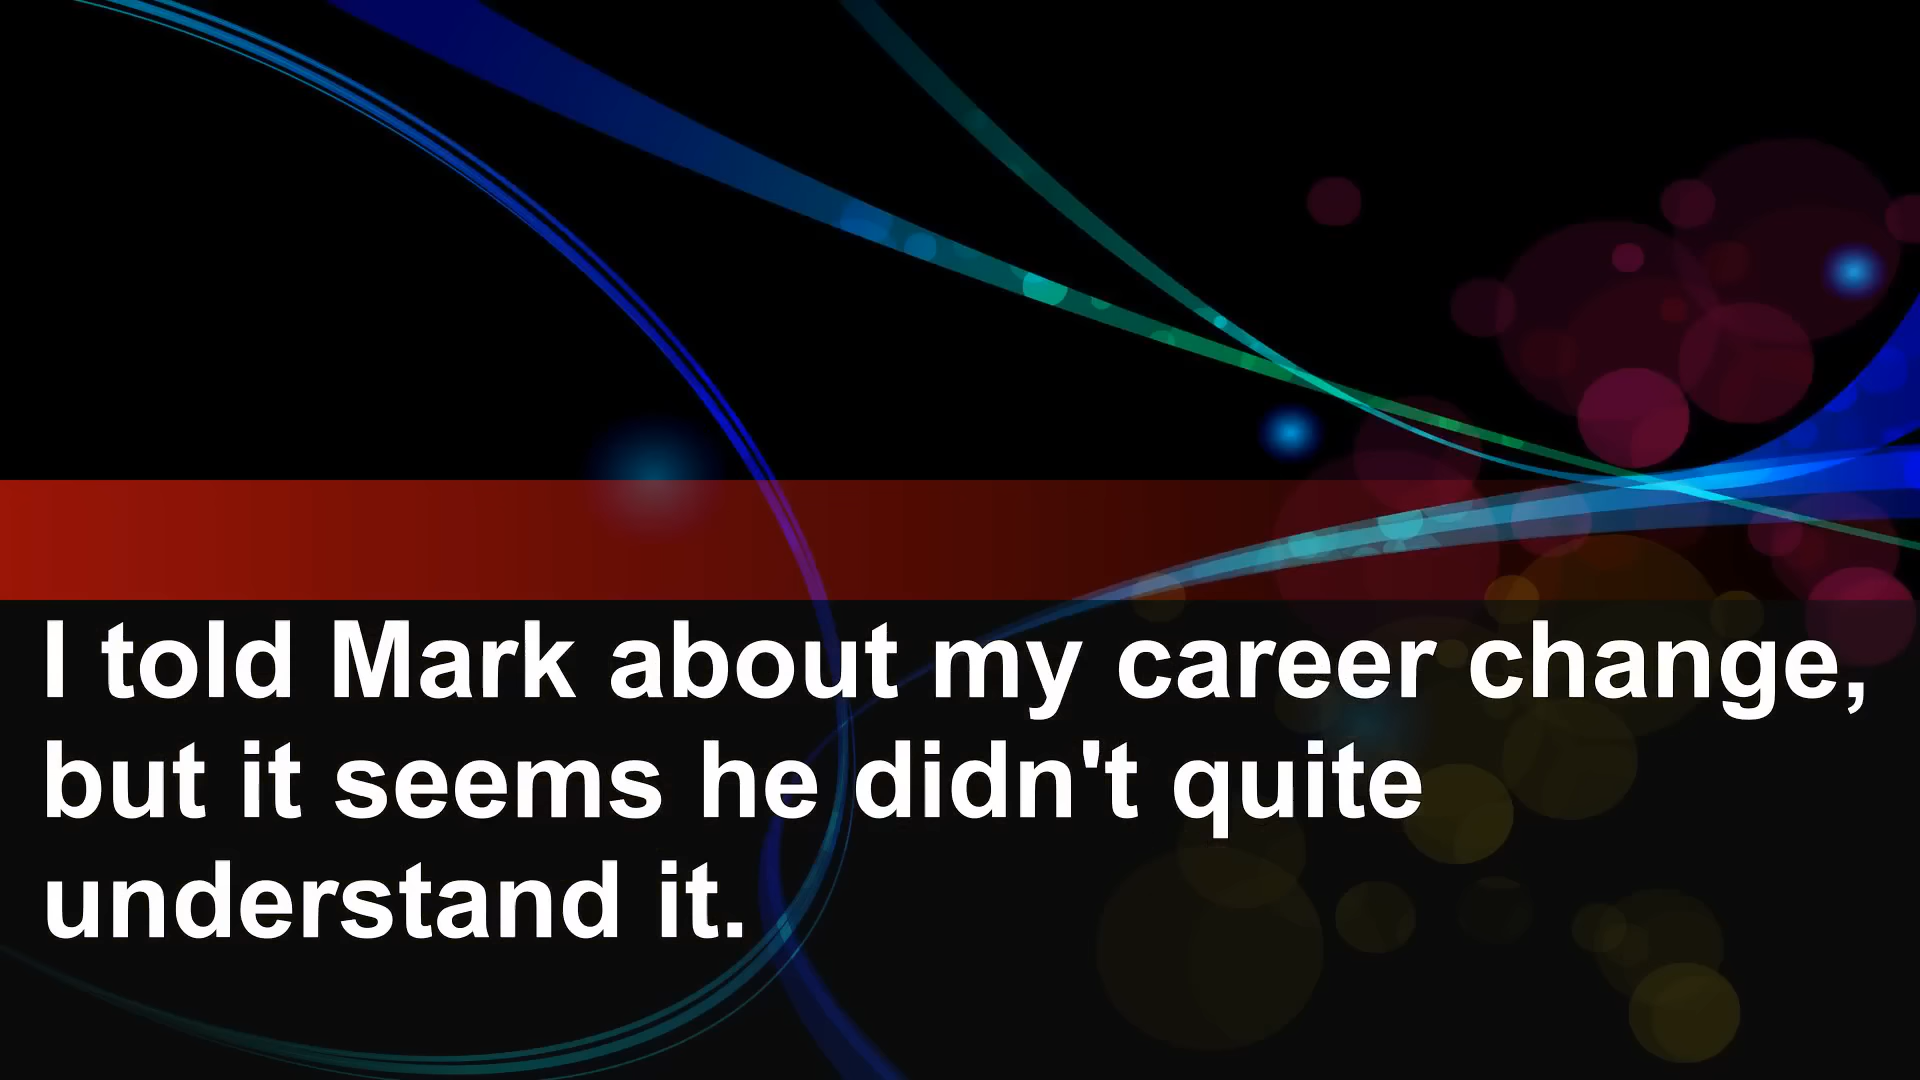 I told Mark about my career change,
but it seems he didn't quite
understand it.